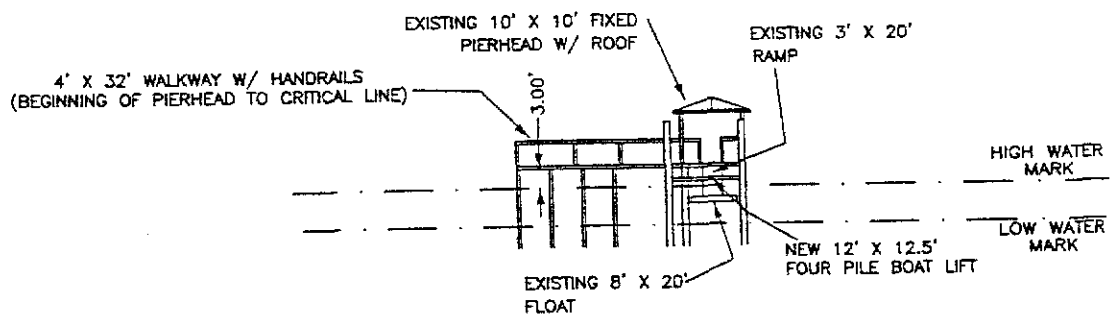 EXISTING 10' X 10' FIXED
PIERHEAD W/ ROOF
EXISTING 3' X 20'
RAMP
4' X 32' WALKWAY W/ HANDRAILS
(BEGINNING OF PIERHEAD TO CRITICAL LINE)
3.00'
HIGH WATER
MARK
LOW WATER
MARK
NEW 12' X 12.5'
FOUR PILE BOAT LIFT
EXISTING 8' X 20'
FLOAT